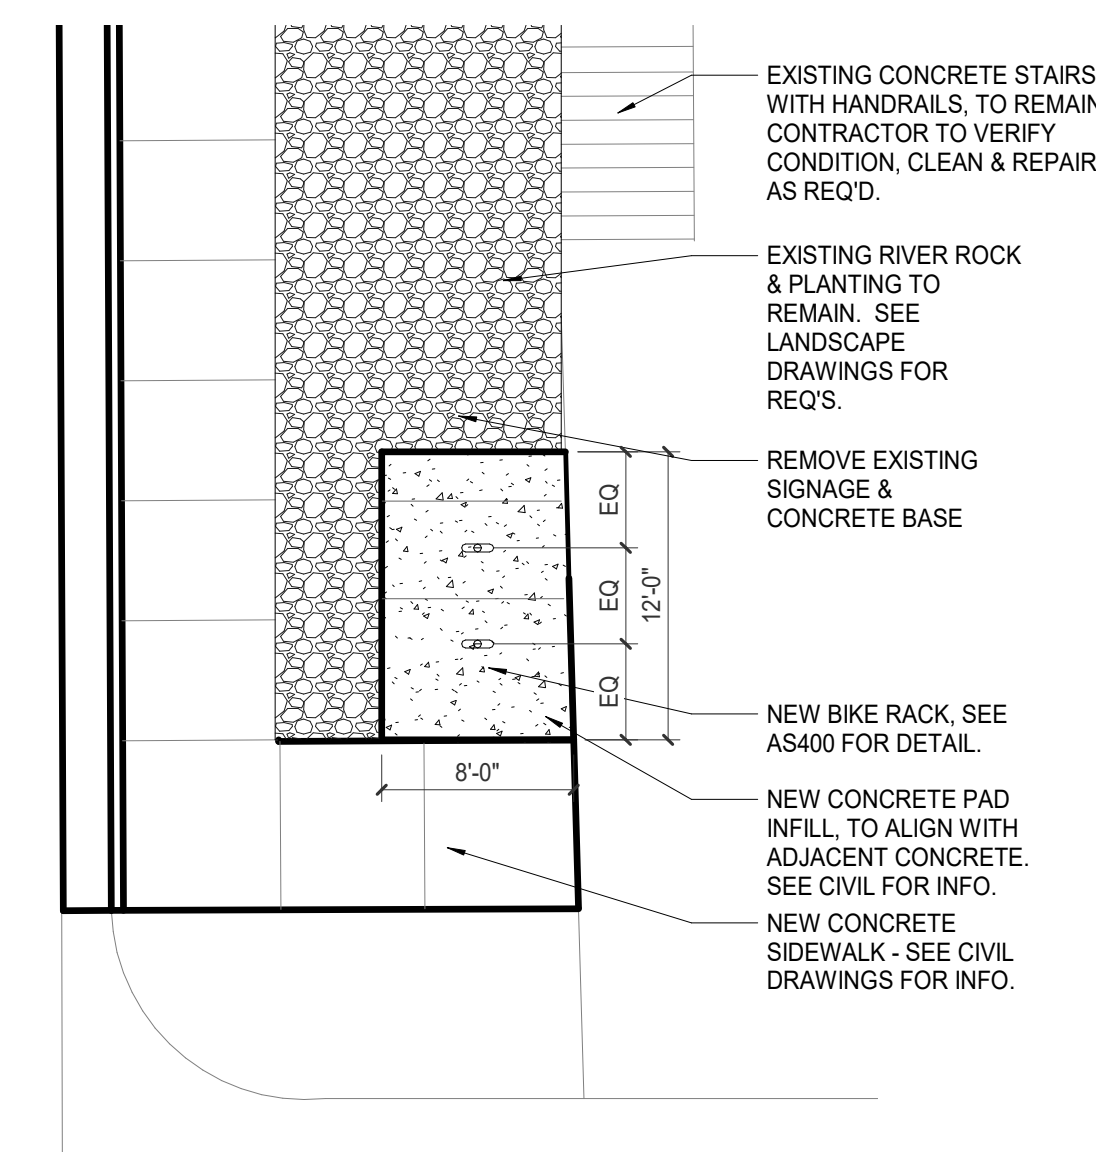 EXISTING CONCRETE STAIRS
WITH HANDRAILS, TO REMAIN
CONTRACTOR TO VERIFY
CONDITION, CLEAN & REPAIR
AS REQ'D.
EXISTING RIVER ROCK
& PLANTING TO
REMAIN. SEE
LANDSCAPE
DRAWINGS FOR
REQ'S.
REMOVE EXISTING
SIGNAGE &
CONCRETE BASE
EQ
EQ
EQ
12'-0"
8'-0"
NEW BIKE RACK, SEE
AS400 FOR DETAIL.
NEW CONCRETE PAD
INFILL, TO ALIGN WITH
ADJACENT CONCRETE.
SEE CIVIL FOR INFO.
NEW CONCRETE
SIDEWALK - SEE CIVIL
DRAWINGS FOR INFO.